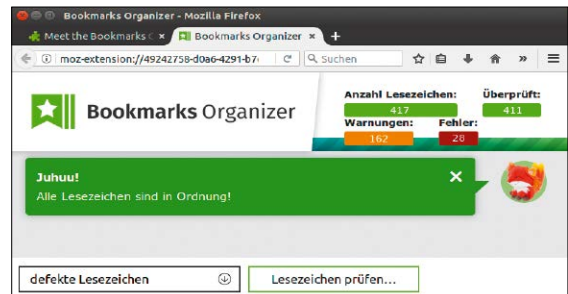 Bookmarks Organizer - Mozilla Firefox
Meet the Bookmarks
Bookmarks Organizer
moz-extension://49242758-d0a6-4291-b7
Suchen
Bookmarks Organizer
Anzahl Lesezeichen: Überprüft:
417 411
Warnungen: Fehler:
162 28
Juhuu!
Alle Lesezeichen sind in Ordnung!
defekte Lesezeichen
Lesezeichen prüfen...